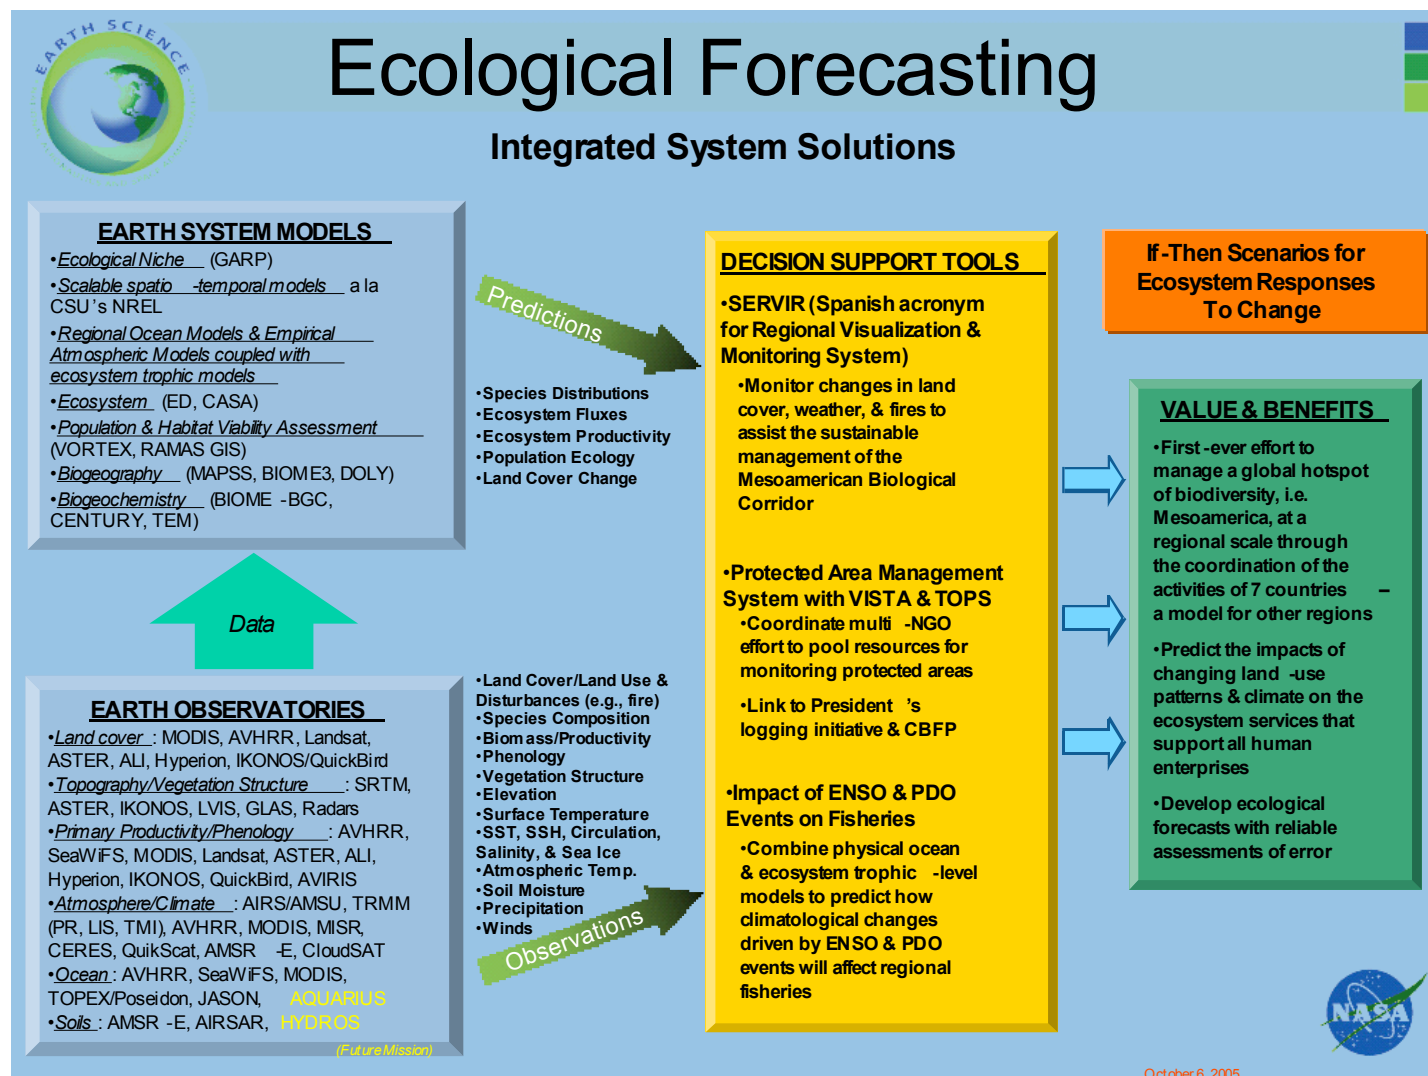 EARTH SCIENCE
Ecological Forecasting
Integrated System Solutions
EARTH SYSTEM MODELS
•Ecological Niche (GARP)
•Scalable spatio -temporal models a la
CSU's NREL
•Regional Ocean Models & Empirical
Atmospheric Models coupled with
ecosystem trophic models
•Ecosystem (ED, CASA)
•Population & Habitat Viability Assessment
(VORTEX, RAMAS GIS)
•Biogeography (MAPSS, BIOME3, DOLY)
•Biogeochemistry (BIOME -BGC,
CENTURY, TEM)
Data
EARTH OBSERVATORIES
•Land cover : MODIS, AVHRR, Landsat,
ASTER, ALI, Hyperion, IKONOS/QuickBird
•Topography/Vegetation Structure : SRTM,
ASTER, IKONOS, LVIS, GLAS, Radars
•Primary Productivity/Phenology : AVHRR,
SeaWiFS, MODIS, Landsat, ASTER, ALI,
Hyperion, IKONOS, QuickBird, AVIRIS
•Atmosphere/Climate : AIRS/AMSU, TRMM
(PR, LIS, TMI), AVHRR, MODIS, MISR,
CERES, QuikScat, AMSR -E, CloudSAT
•Ocean : AVHRR, SeaWiFS, MODIS,
TOPEX/Poseidon, JASON, AQUARIUS
•Soils : AMSR -E, AIRSAR, HYDROS
(Future Mission)
Predictions
•Species Distributions
•Ecosystem Fluxes
•Ecosystem Productivity
•Population Ecology
•Land Cover Change
•Land Cover/Land Use &
Disturbances (e.g., fire)
•Species Composition
•Biomass/Productivity
•Phenology
•Vegetation Structure
•Elevation
•Surface Temperature
•SST, SSH, Circulation,
Salinity, & Sea Ice
•Atmospheric Temp.
•Soil Moisture
•Precipitation
•Winds
Observations
DECISION SUPPORT TOOLS
•SERVIR (Spanish acronym
for Regional Visualization &
Monitoring System)
•Monitor changes in land
cover, weather, & fires to
assist the sustainable
management of the
Mesoamerican Biological
Corridor
•Protected Area Management
System with VISTA & TOPS
•Coordinate multi -NGO
effort to pool resources for
monitoring protected areas
•Link to President 's
logging initiative & CBFP
•Impact of ENSO & PDO
Events on Fisheries
•Combine physical ocean
& ecosystem trophic -level
models to predict how
climatological changes
driven by ENSO & PDO
events will affect regional
fisheries
If -Then Scenarios for
Ecosystem Responses
To Change
VALUE & BENEFITS
•First -ever effort to
manage a global hotspot
of biodiversity, i.e.
Mesoamerica, at a
regional scale through
the coordination of the
activities of 7 countries –
a model for other regions
•Predict the impacts of
changing land -use
patterns & climate on the
ecosystem services that
support all human
enterprises
•Develop ecological
forecasts with reliable
assessments of error
NASA
October 6, 2005